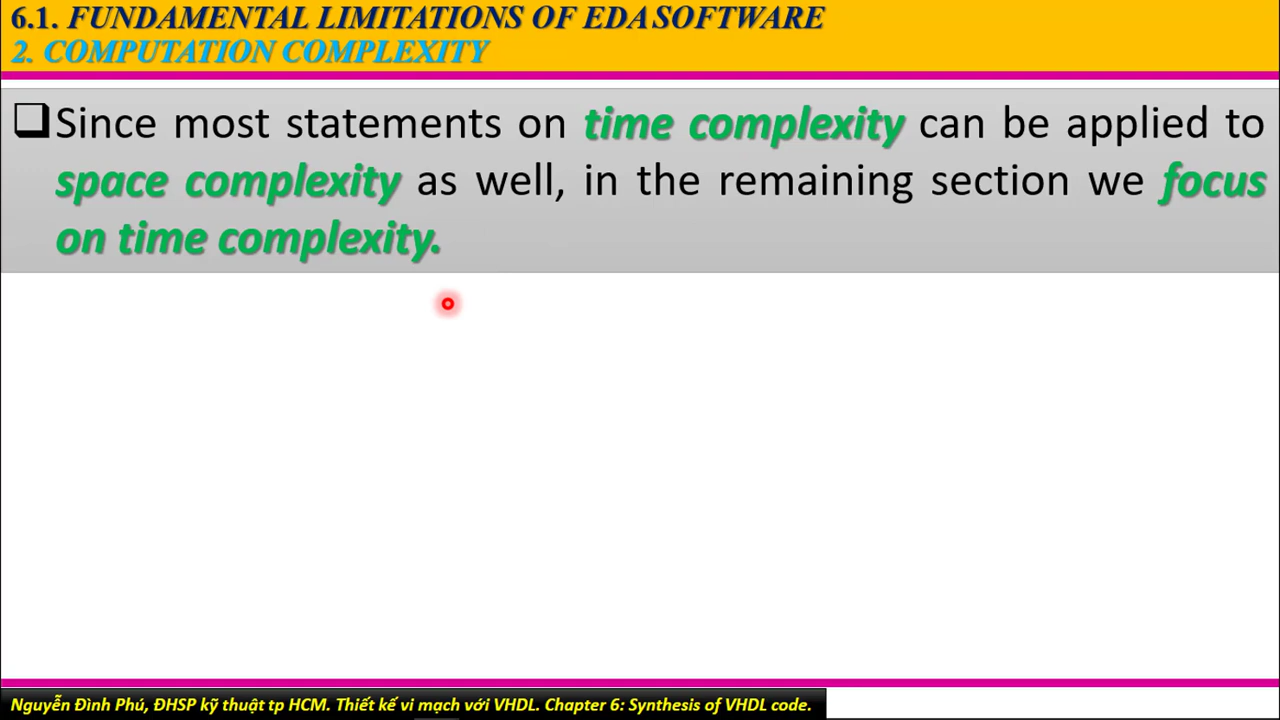 6.1. FUNDAMENTAL LIMITATIONS OF EDA SOFTWARE
2. COMPUTATION COMPLEXITY
❑Since most statements on time complexity can be applied to
space complexity as well, in the remaining section we focus
on time complexity.
Nguyễn Đình Phú, ĐHSP kỹ thuật tp HCM. Thiết kế vi mạch với VHDL. Chapter 6: Synthesis of VHDL code.